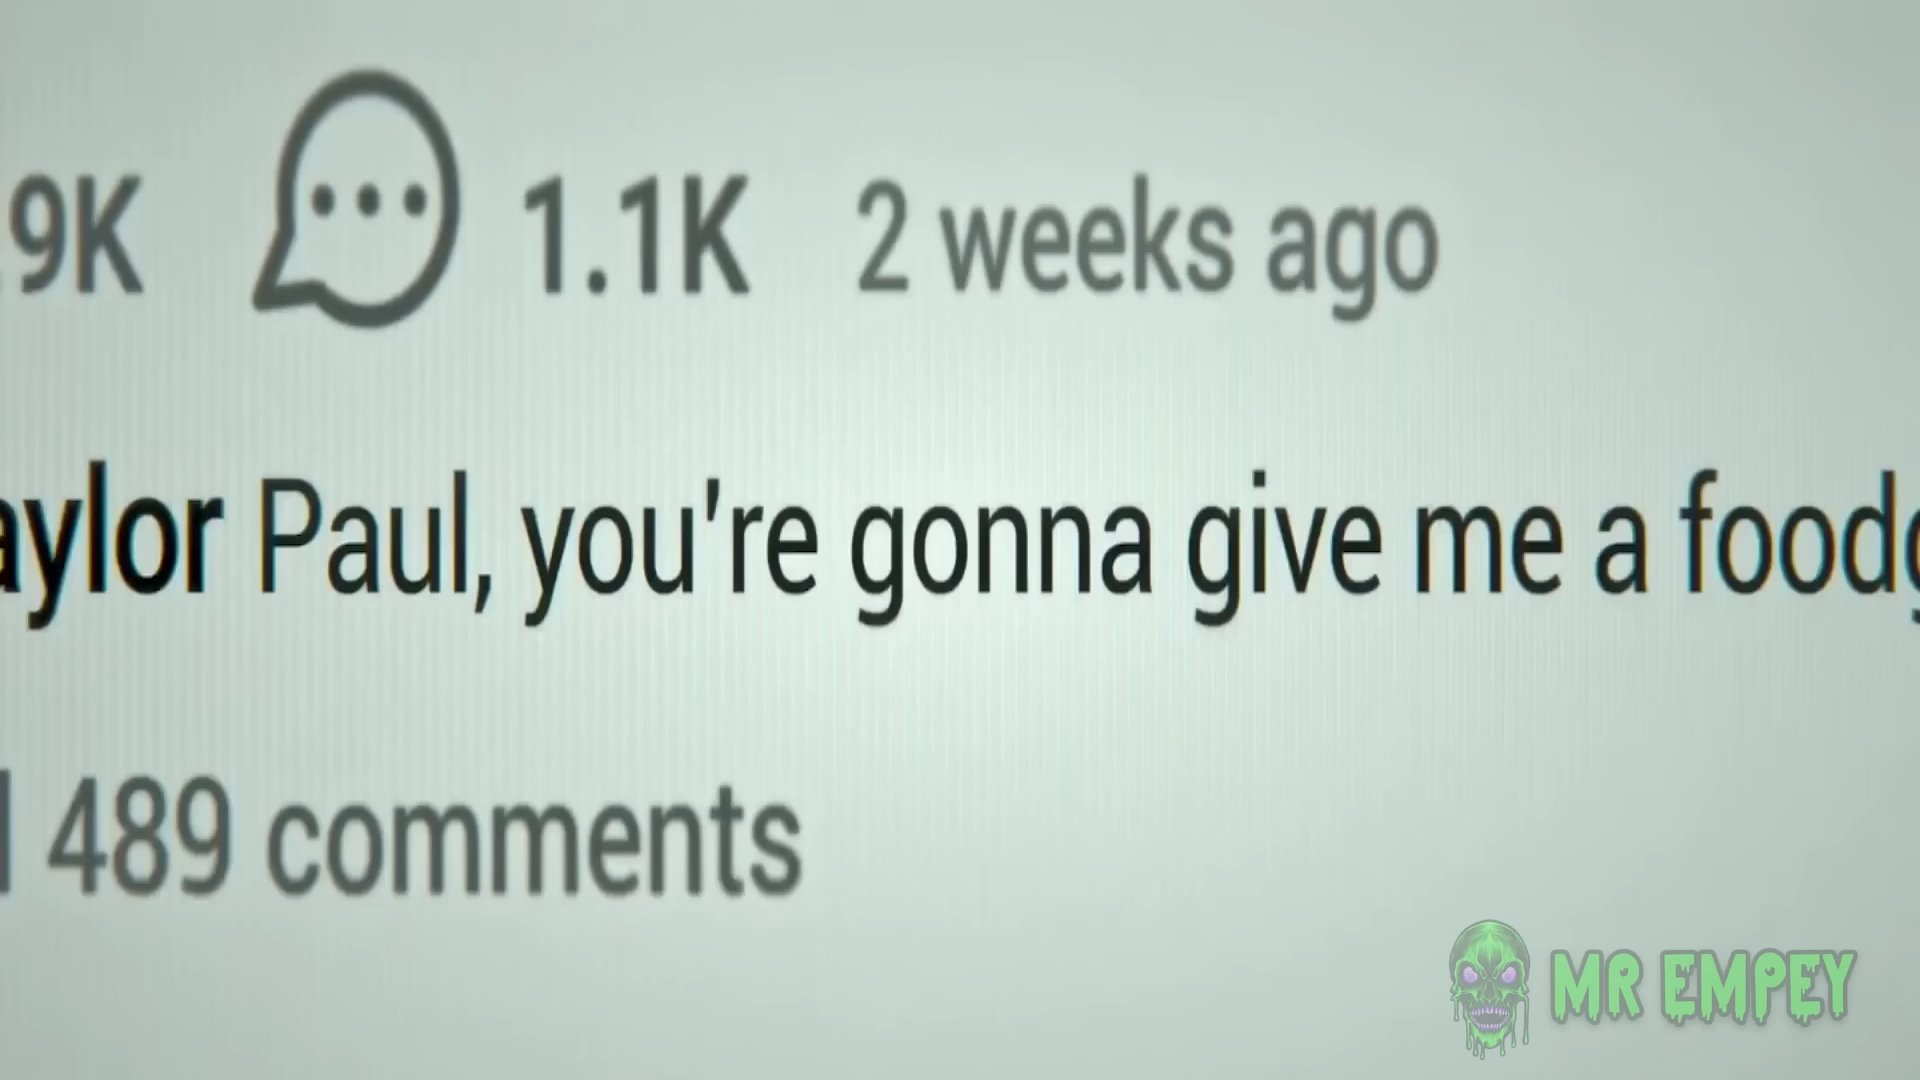 9K 1.1K 2 weeks ago
aylor Paul, you're gonna give me a food
489 comments
MR EMPEY